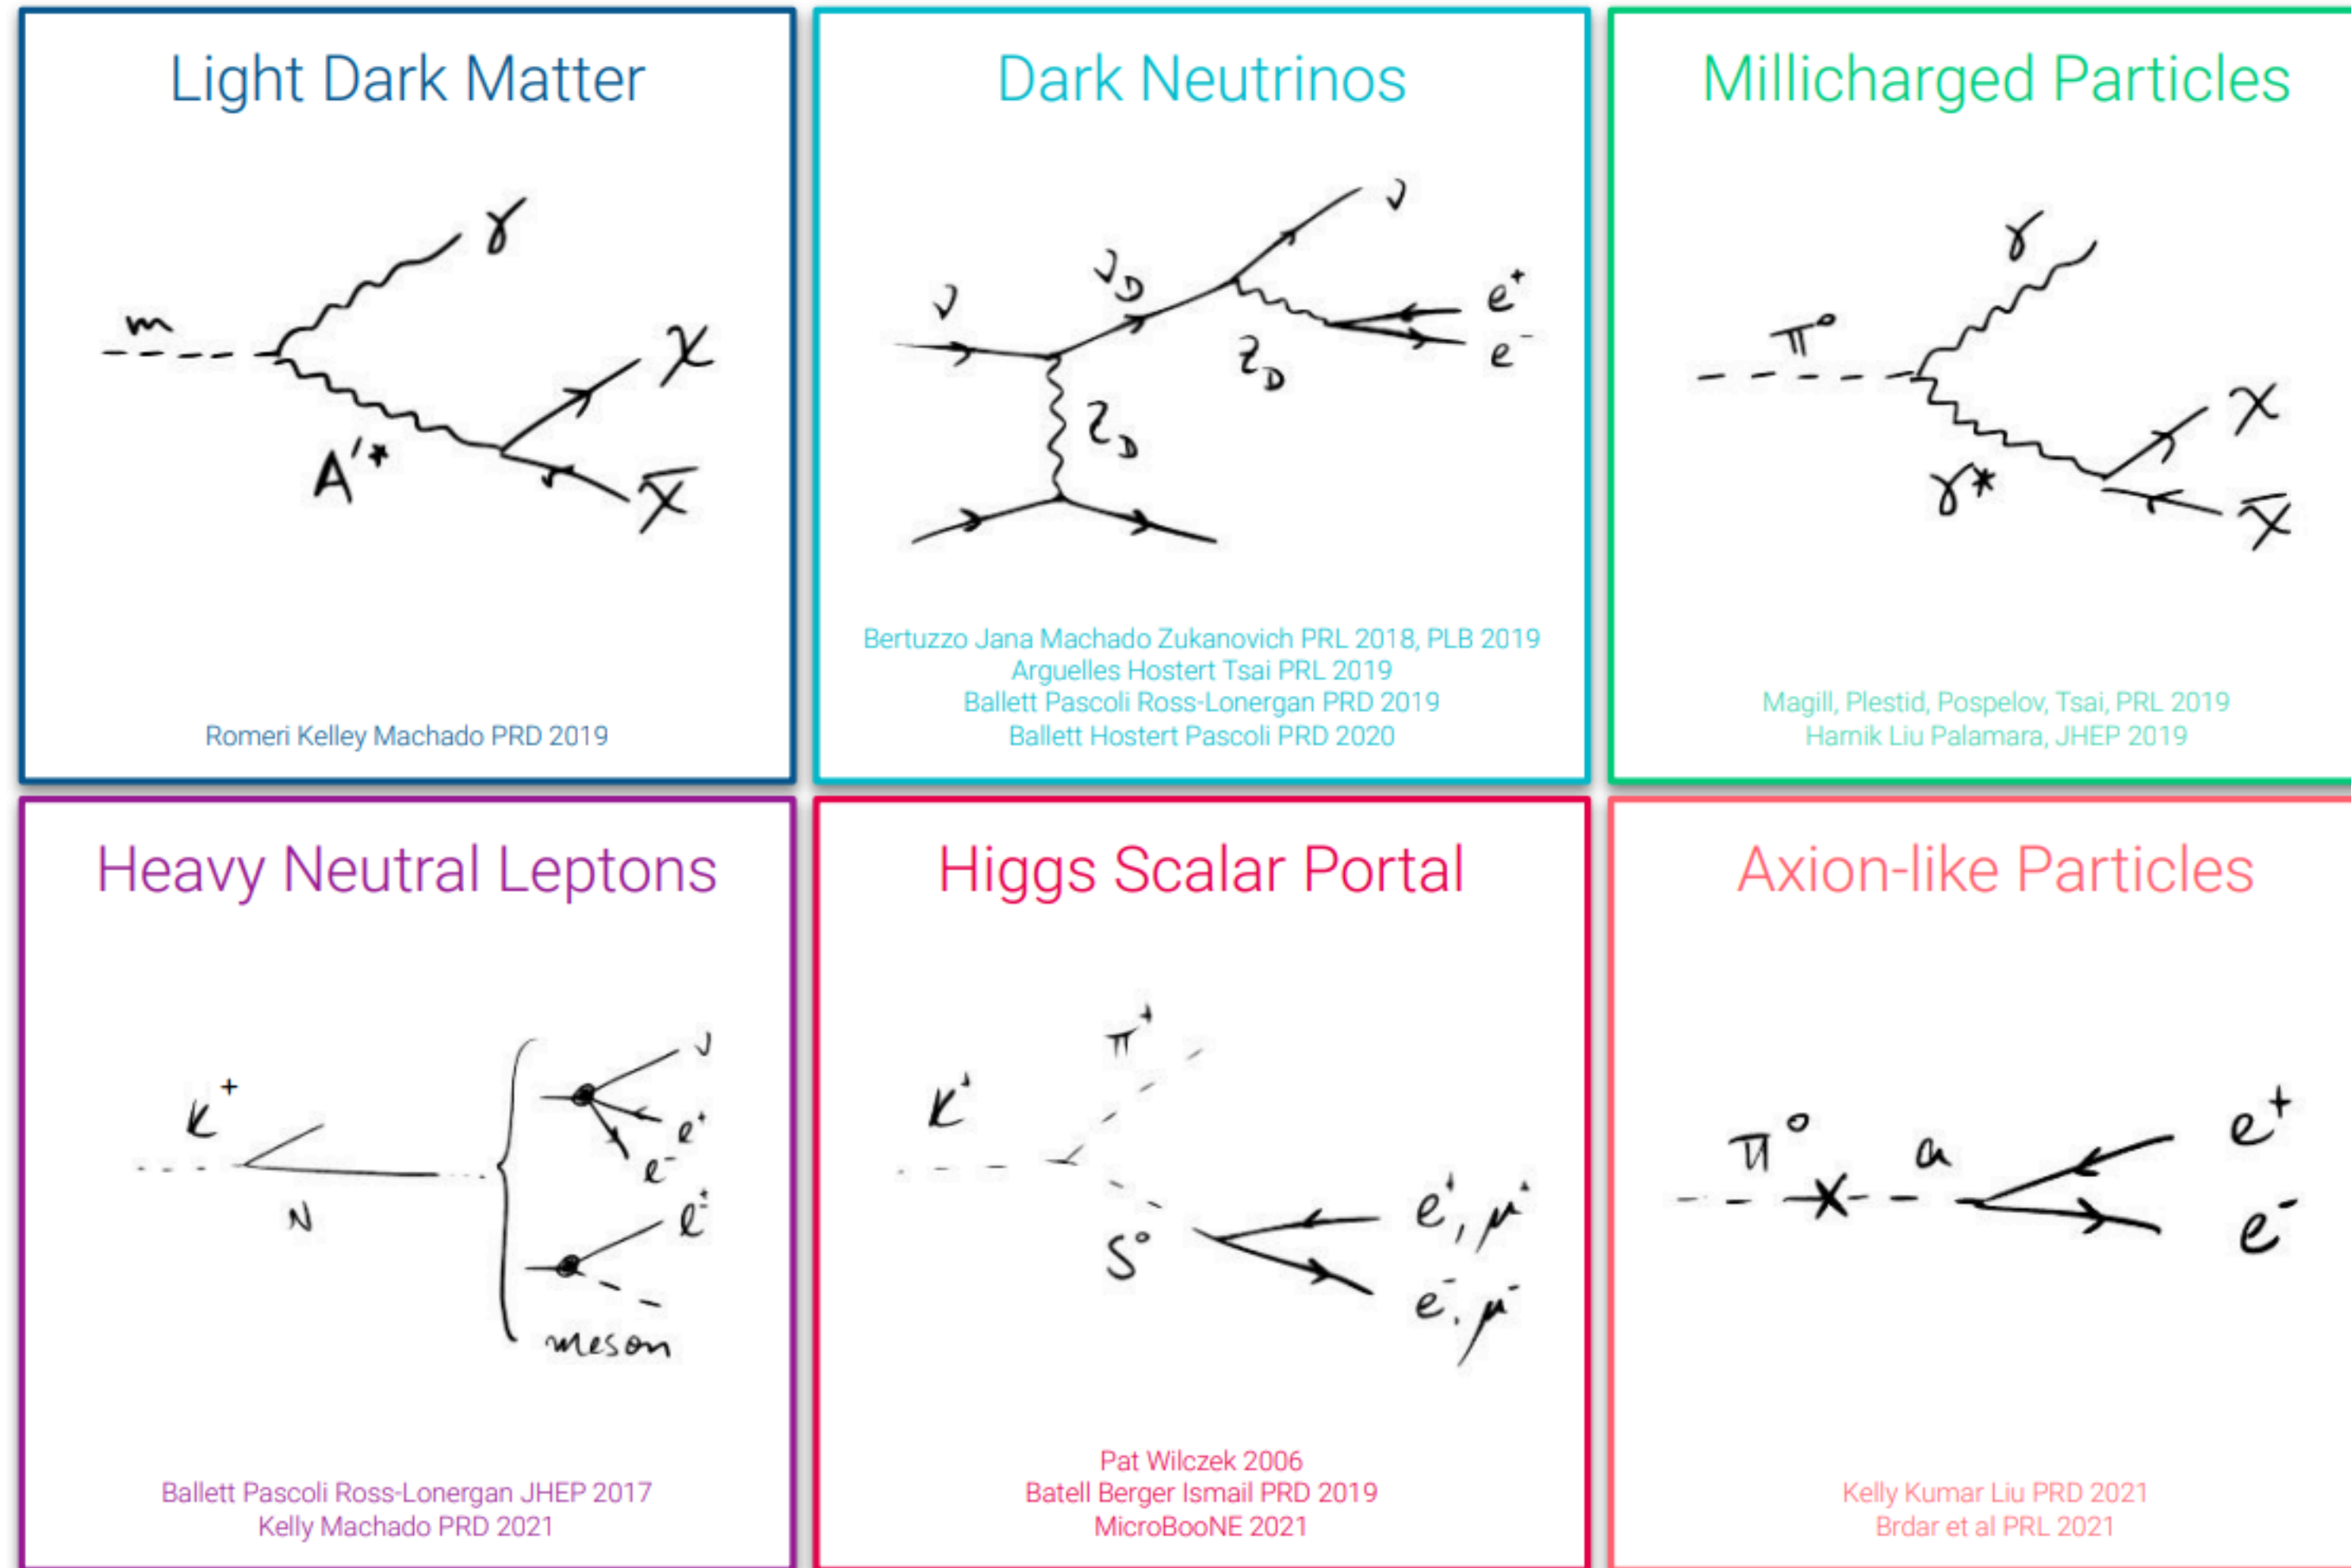 Light Dark Matter
γ
m
χ
A'*
χ̄
Romeri Kelley Machado PRD 2019
Dark Neutrinos
ν
ν_D
ν
e⁺
e⁻
Z_D
Z_D
Bertuzzo Jana Machado Zukanovich PRL 2018, PLB 2019
Arguelles Hostert Tsai PRL 2019
Ballett Pascoli Ross-Lonergan PRD 2019
Ballett Hostert Pascoli PRD 2020
Millicharged Particles
γ
π⁰
χ
γ*
χ̄
Magill, Plestid, Pospelov, Tsai, PRL 2019
Harnik Liu Palamara, JHEP 2019
Heavy Neutral Leptons
K⁺
ν
e⁺
e⁻
N
ℓ±
meson
Ballett Pascoli Ross-Lonergan JHEP 2017
Kelly Machado PRD 2021
Higgs Scalar Portal
π⁺
K⁺
e⁺, μ⁺
S⁰
e⁻, μ⁻
Pat Wilczek 2006
Batell Berger Ismail PRD 2019
MicroBooNE 2021
Axion-like Particles
π⁰
a
e⁺
e⁻
Kelly Kumar Liu PRD 2021
Brdar et al PRL 2021